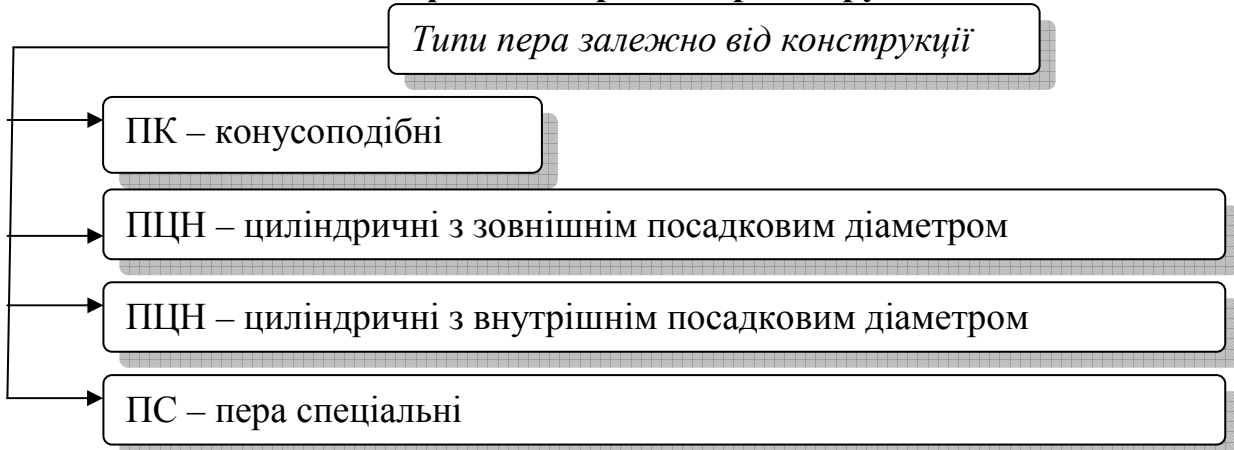 Типи пера залежно від конструкції
ПК – конусоподібні
ПЦН – циліндричні з зовнішнім посадковим діаметром
ПЦН – циліндричні з внутрішнім посадковим діаметром
ПС – пера спеціальні